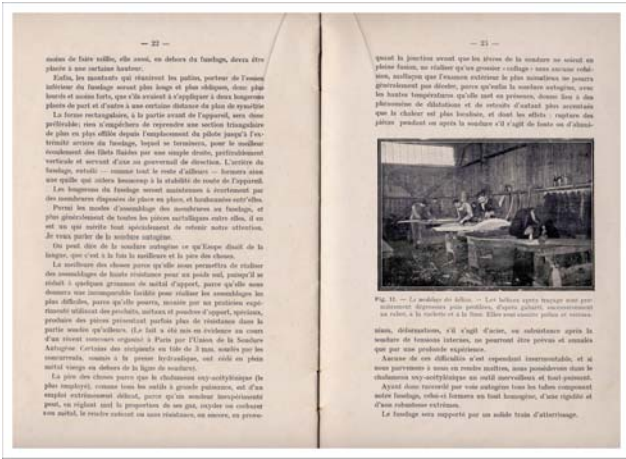 — 22 —
moins de faire saillie, elle aussi, en dehors du fuselage, devra être
placée à une certaine hauteur.
Enfin, les montants qui réunirent les patins, porteur de l'essieu
inférieur du fuselage seront plus longs et plus obliques, donc plus
lourds et moins forts, que s'ils avaient à s'appliquer à deux longerons
placés de part et d'autre à une certaine distance du plan de symétrie
La forme rectangulaire, à la partie avant de l'appareil, sera donc
préférable; rien n'empêchera de reprendre une section triangulaire
de plus en plus effilée depuis l'emplacement du pilote jusqu'à l'ex-
trémité arrière du fuselage, lequel se terminera, pour le meilleur
écoulement des filets fluides par une simple droite, perticulablement
verticale et servant d'axe au gouvernail de direction. L'arrière du
fuselage, entoilé — comme tout le reste d'ailleurs — formera ainsi
une quille qui aidera beaucoup à la stabilité de route de l'appareil.
Les longerons du fuselage seront maintenus à écartement par
des membrures disposées de place en place, et haubannées entr'elles.
Parmi les modes d'assemblage des membrures au fuselage, et
plus généralement de toutes les pièces métalliques entre elles, il en
est un qui mérite tout spécialement de retenir notre attention.
Je veux parler de la soudure autogène.
On peut dire de la soudure autogène ce qu'Esope disait de la
langue, que c'est à la fois la meilleure et la pire des choses.
La meilleure des choses parce qu'elle nous permettra de réaliser
des assemblages de haute résistance pour un poids nul, puisqu'il se
réduit à quelques grammes de métal d'apport, parce qu'elle nous
donnera une incomparable facilité pour réaliser les assemblages les
plus difficiles, parce qu'elle pourra, maniée par un praticien expé-
rimenté utilisant des produits, métaux et poudres d'apport, spéciaux,
produire des pièces présentant parfois plus de résistance dans la
partie soudée qu'ailleurs. (Le fait a été mis en évidence au cours
d'un récent concours organisé à Paris par l'Union de la Soudure
Autogène: Certains des récipients en tôle de 3 mm. soudés par les
concurrents, soumis à la presse hydraulique, ont cédé en plein
métal vierge en dehors de la ligne de soudure).
La pire des choses parce que le chalumeau oxy-acétylénique (le
plus employé), comme tous les outils à grande puissance, est d'un
emploi extrêmement délicat, parce qu'un soudeur inexpérimenté
peut, en réglant mal la proportion de ses gaz, oxyder ou carburer
son métal, le rendre cassant ou sans résistance, ou encore, en provo-
— 23 —
quant la jonction avant que les lèvres de la soudure ne soient en
pleine fusion, ne réaliser qu'un grossier « collage » sans aucune cohé-
sion, malfaçon que l'examen extérieur le plus minutieux ne pourra
généralement pas déceler, parce qu'enfin la soudure autogène, avec
les hautes températures qu'elle met en présence, donne lieu à des
phénomènes de dilatations et de retraits d'autant plus accentués
que la chaleur est plus localisée, et dont les effets : rupture des
pièces pendant ou après la soudure s'il s'agit de fonte ou d'alumi-
Fig. 12. — Le modelage des hélices. — Les hélices après traçage sont pre-
mièrement dégrossies puis profilées, d'après gabarit, successivement
au rabot, à la raclette et à la lime. Elles sont ensuite polies et vernies.
nium, déformations, s'il s'agit d'acier, ou subsistance après la
soudure de tensions internes, ne pourront être prévus et annulés
que par une profonde expérience.
Aucune de ces difficultés n'est cependant insurmontable, et si
nous parvenons à nous en rendre maîtres, nous posséderons dans le
chalumeau oxy-acétylénique un outil merveilleux et tout-puissant.
Ayant donc raccordé par voie autogène tous les tubes composant
notre fuselage, celui-ci formera un tout homogène, d'une rigidité et
d'une robustesse extrêmes.
Le fuselage sera supporté par un solide train d'atterrissage.